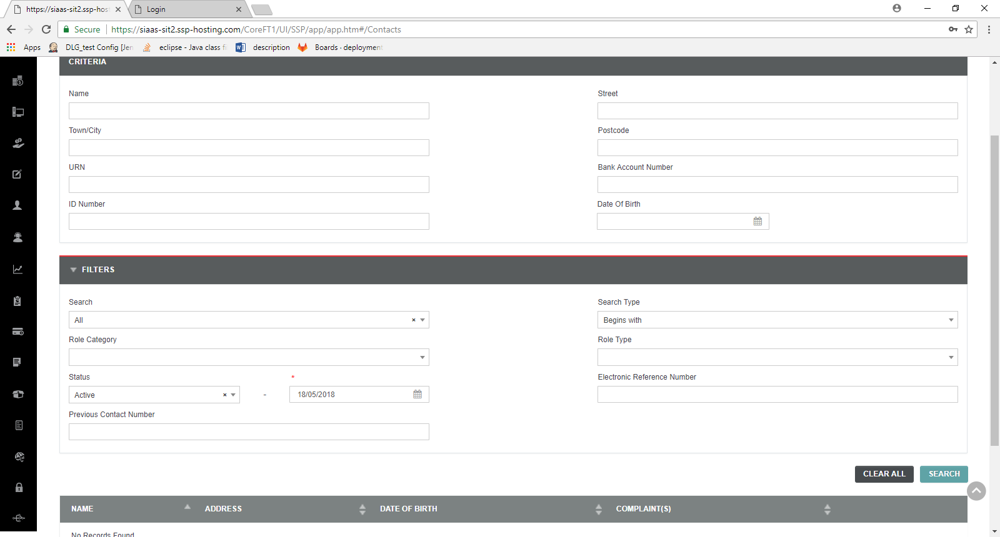 https://siaas-sit2.ssp-hos
Login
Secure https://siaas-sit2.ssp-hosting.com/CoreFT1/UI/SSP/app/app.htm#/Contacts
Apps DLG_test Config [Jen eclipse - Java class fi description Boards · deployment
CRITERIA
Name Street
Town/City Postcode
URN Bank Account Number
ID Number Date Of Birth
FILTERS
Search Search Type
All × Begins with
Role Category Role Type
Status * Electronic Reference Number
Active × - 18/05/2018
Previous Contact Number
CLEAR ALL SEARCH
NAME ADDRESS DATE OF BIRTH COMPLAINT(S)
No Records Found